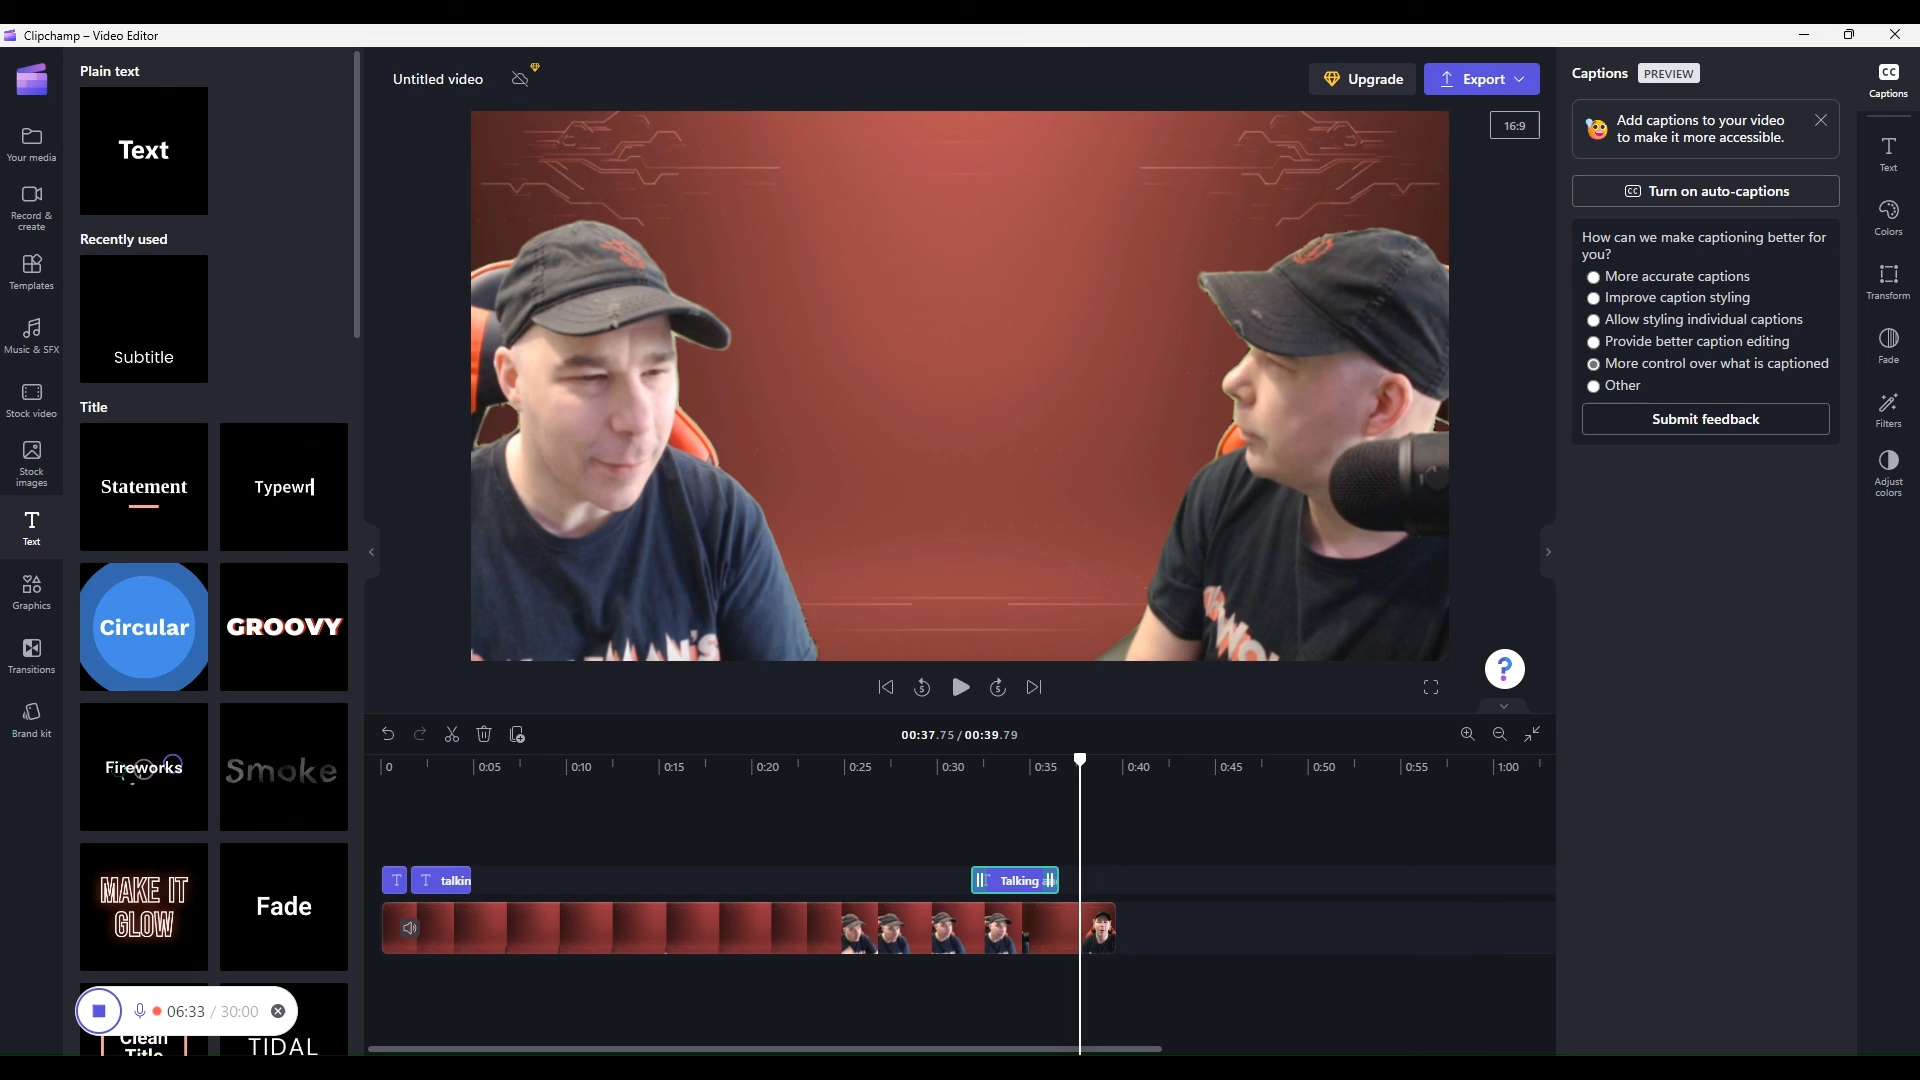 Clipchamp – Video Editor
Your media
Record &
create
Templates
Music & SFX
Stock video
Stock
images
Text
Graphics
Transitions
Brand kit
Plain text
Text
Recently used
Subtitle
Title
Statement
Typewr
Circular
GROOVY
Fireworks
Smoke
MAKE IT
GLOW
Fade
Clean
Title
TIDAL
06:33 / 30:00
Untitled video
Upgrade
Export
16:9
5
5
?
00:37.75 / 00:39.79
0
0:05
0:10
0:15
0:20
0:25
0:30
0:35
0:40
0:45
0:50
0:55
1:00
T
T talkin
Talking
Captions PREVIEW
Add captions to your video
to make it more accessible.
CC Turn on auto-captions
How can we make captioning better for
you?
More accurate captions
Improve caption styling
Allow styling individual captions
Provide better caption editing
More control over what is captioned
Other
Submit feedback
CC
Captions
Text
Colors
Transform
Fade
Filters
Adjust
colors